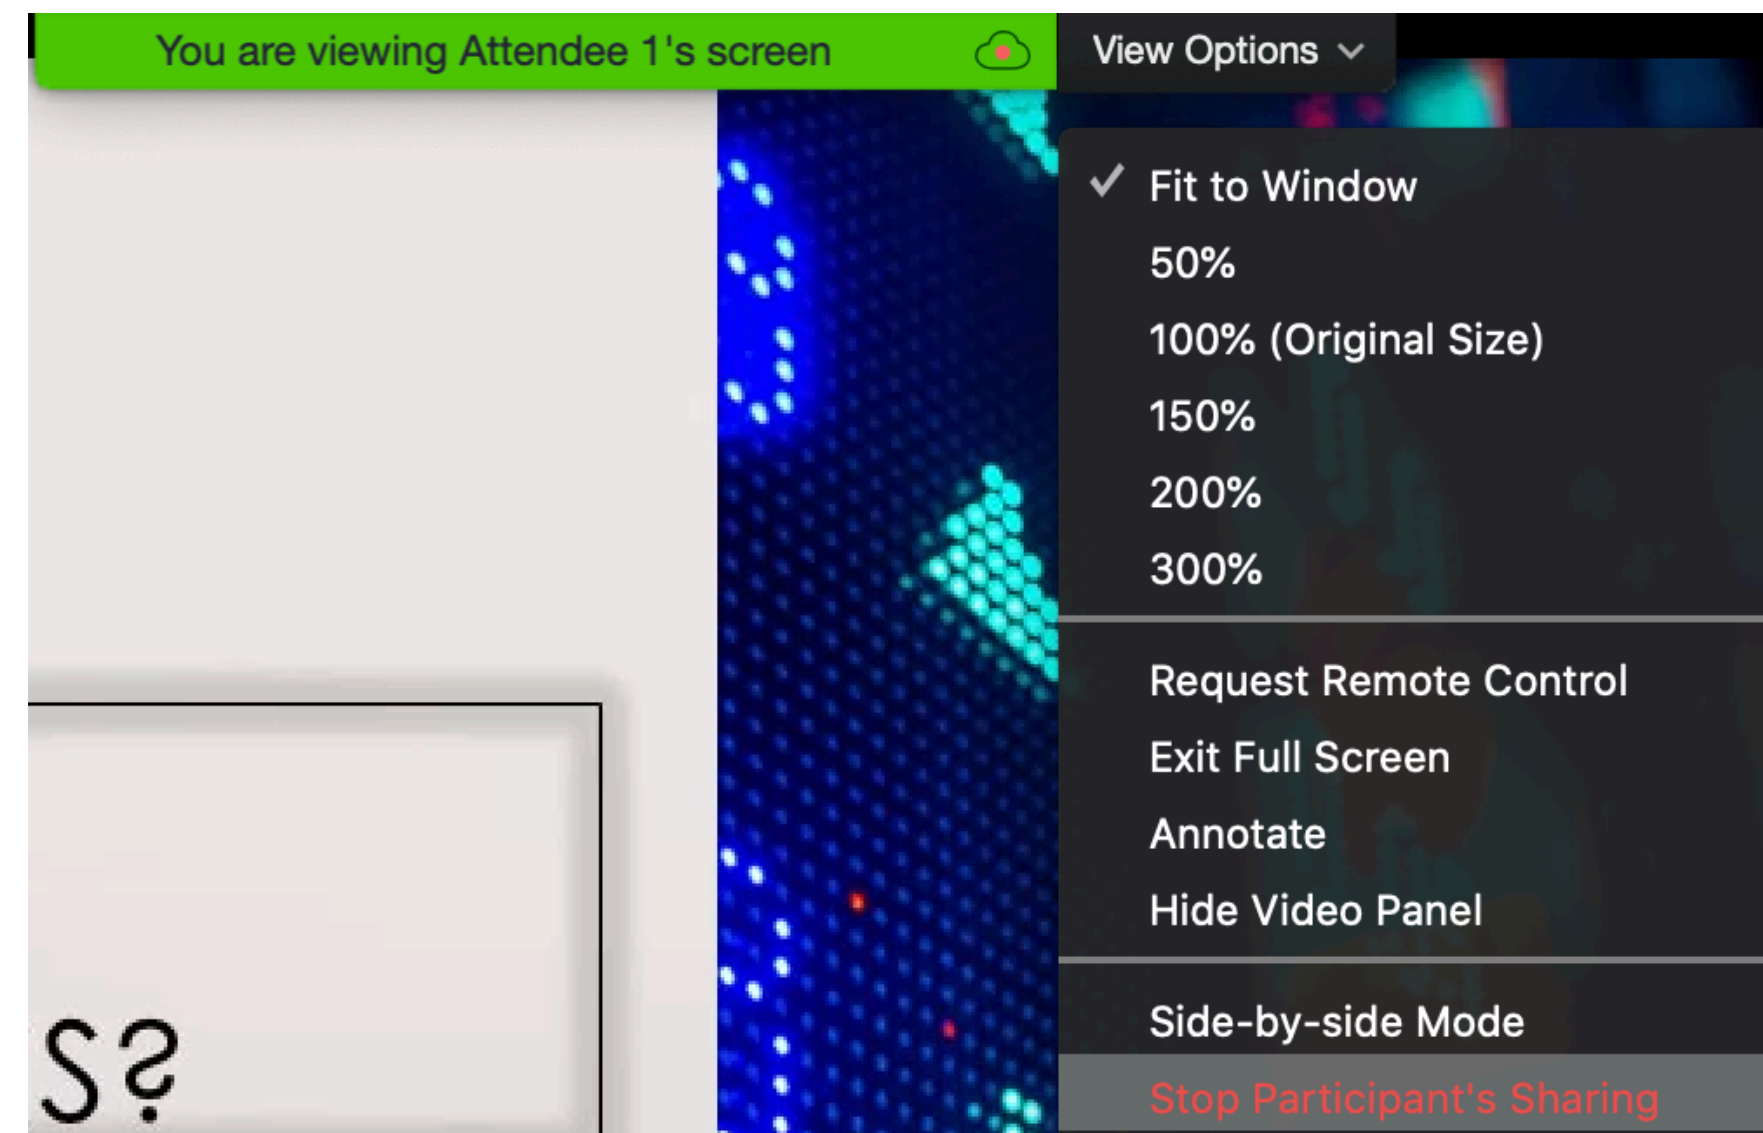 You are viewing Attendee 1's screen
View Options
Fit to Window
50%
100% (Original Size)
150%
200%
300%
Request Remote Control
Exit Full Screen
Annotate
Hide Video Panel
Side-by-side Mode
Stop Participant's Sharing
S?